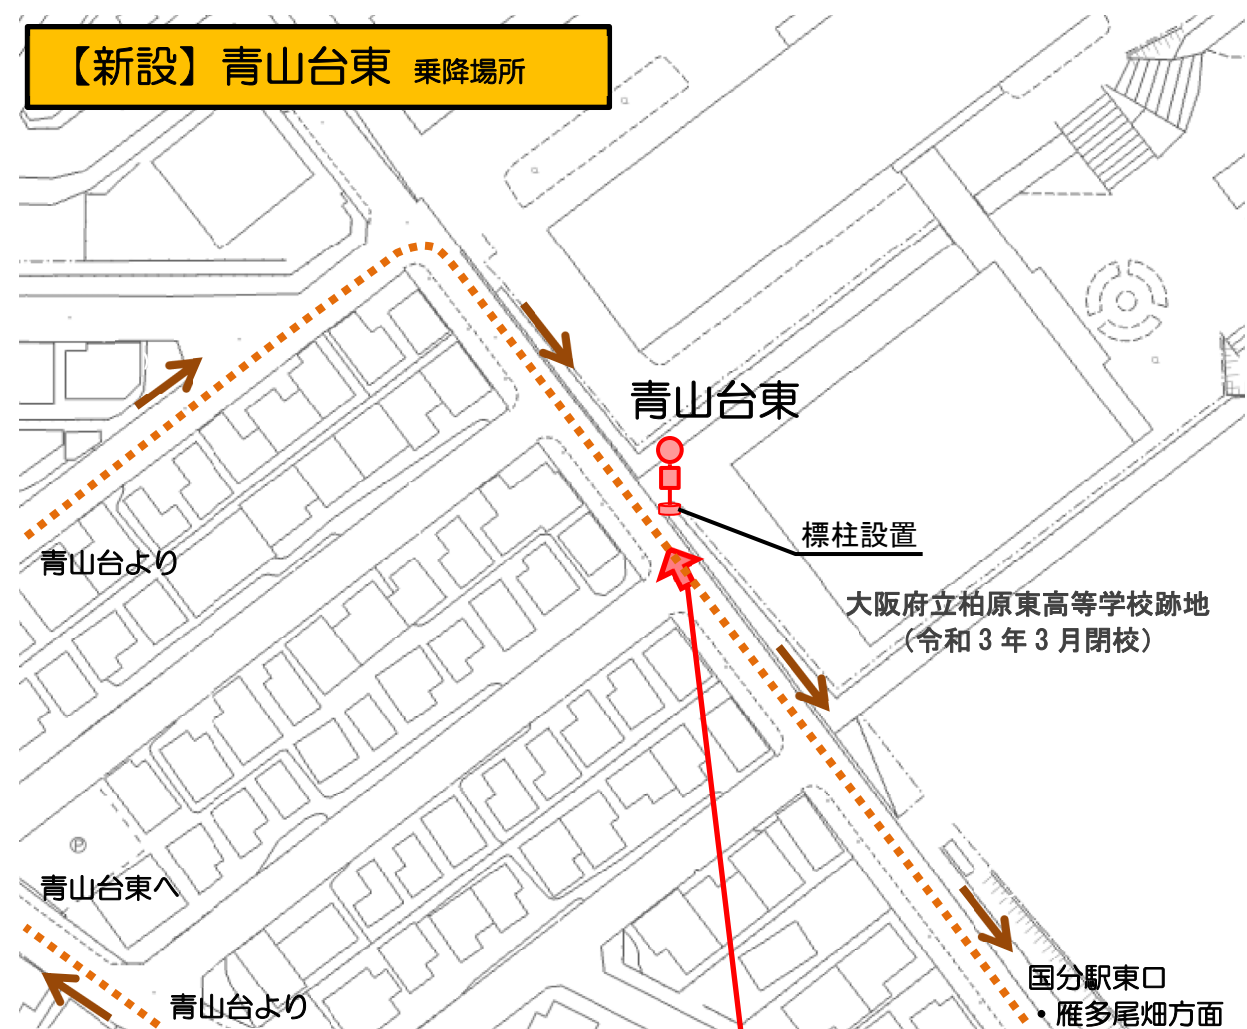 【新設】青山台東 乗降場所
青山台東
標柱設置
青山台より
大阪府立柏原東高等学校跡地
（令和3年3月閉校）
P
青山台東へ
青山台より
国分駅東口
・雁多尾畑方面